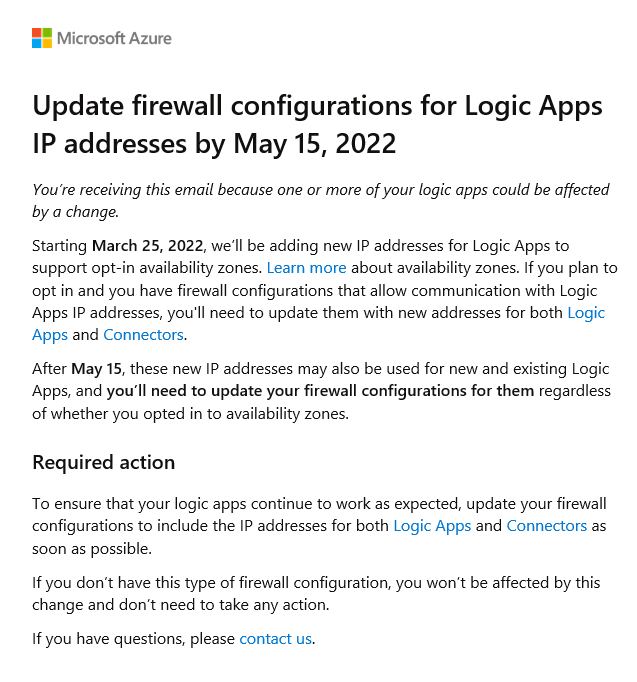 Microsoft Azure
Update firewall configurations for Logic Apps
IP addresses by May 15, 2022
You're receiving this email because one or more of your logic apps could be affected
by a change.
Starting March 25, 2022, we'll be adding new IP addresses for Logic Apps to
support opt-in availability zones. Learn more about availability zones. If you plan to
opt in and you have firewall configurations that allow communication with Logic
Apps IP addresses, you'll need to update them with new addresses for both Logic
Apps and Connectors.
After May 15, these new IP addresses may also be used for new and existing Logic
Apps, and you'll need to update your firewall configurations for them regardless
of whether you opted in to availability zones.
Required action
To ensure that your logic apps continue to work as expected, update your firewall
configurations to include the IP addresses for both Logic Apps and Connectors as
soon as possible.
If you don't have this type of firewall configuration, you won't be affected by this
change and don't need to take any action.
If you have questions, please contact us.